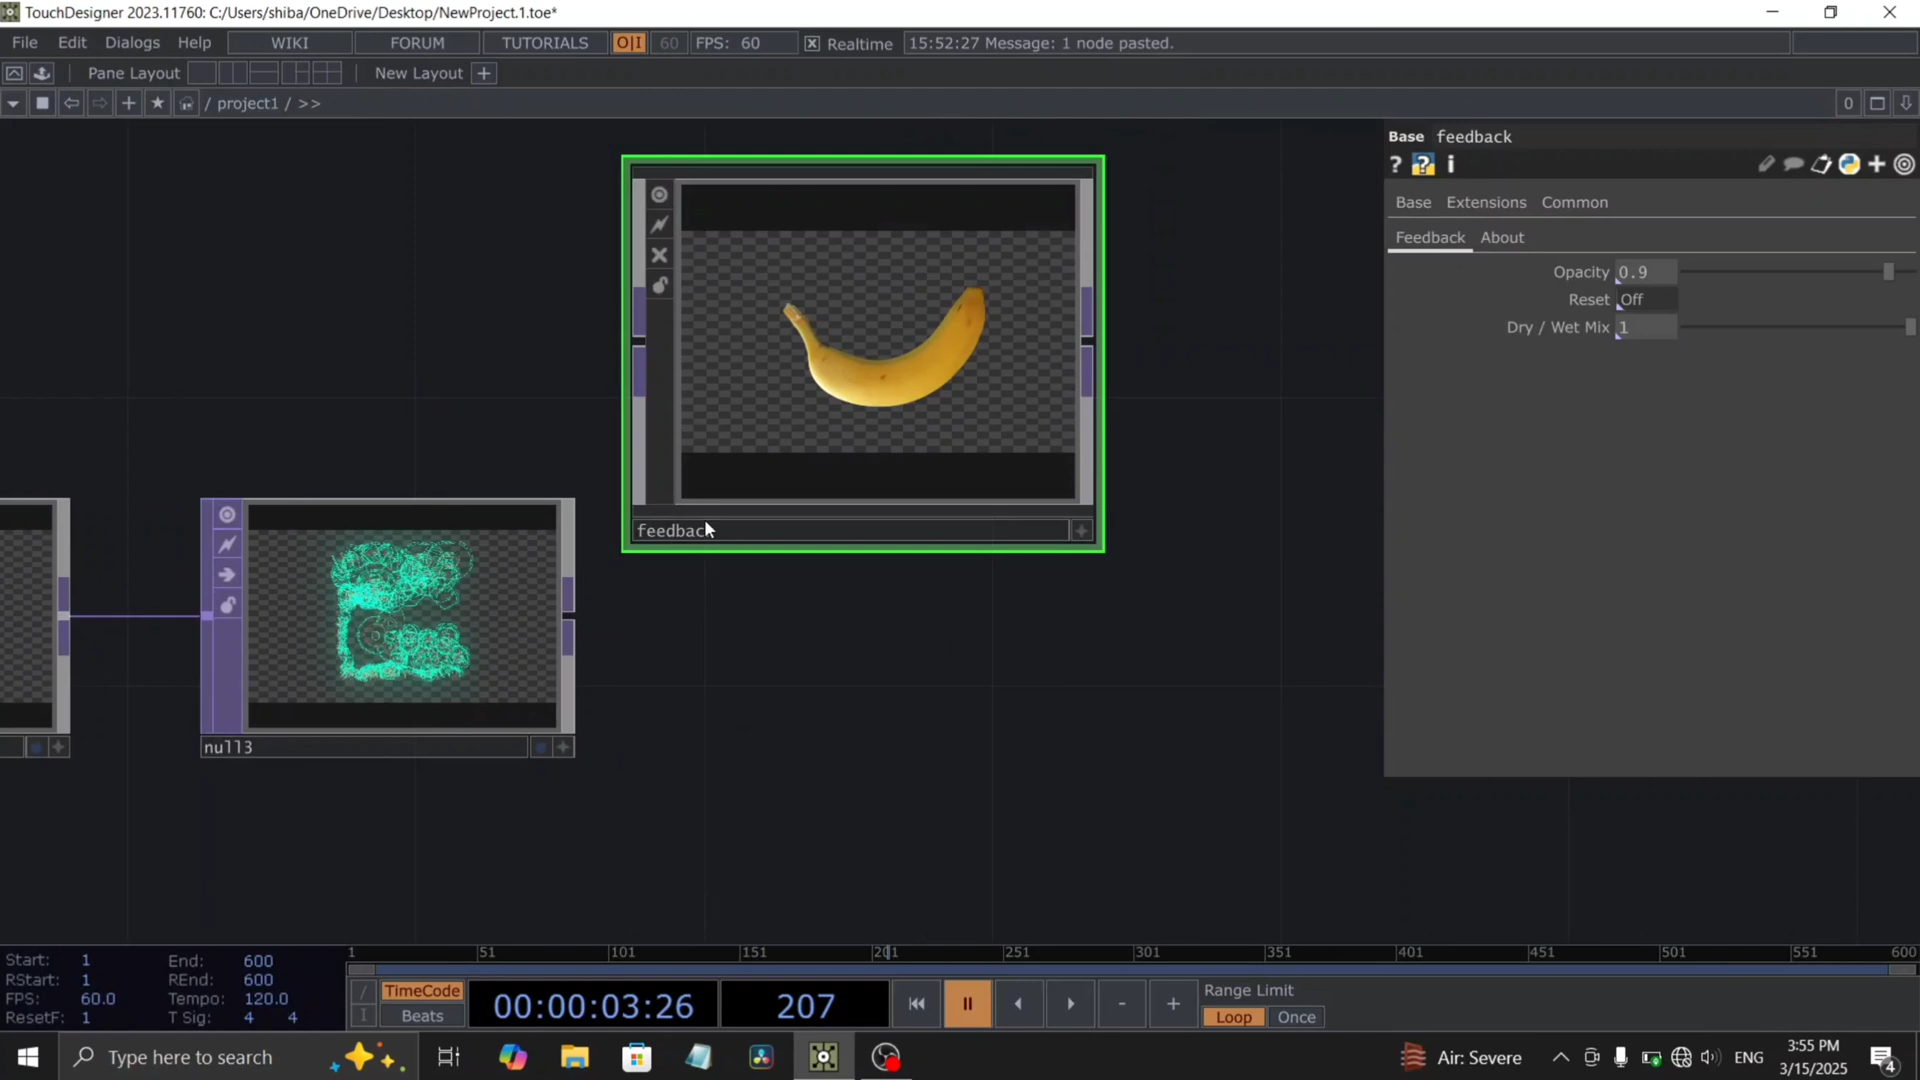 TouchDesigner 2023.11760: C:/Users/shiba/OneDrive/Desktop/NewProject.1.toe*
File Edit Dialogs Help WIKI FORUM TUTORIALS O|I 60 FPS: 60 Realtime 15:52:27 Message: 1 node pasted.
Pane Layout New Layout +
/ project1 / >> 0
Base feedback
? ? i
Base Extensions Common
Feedback About
Opacity 0.9
Reset Off
Dry / Wet Mix 1
feedback
null3
1 51 101 151 201 251 301 351 401 451 501 551 600
Start: 1 End: 600
RStart: 1 REnd: 600
FPS: 60.0 Tempo: 120.0
ResetF: 1 T Sig: 4 4
/ TimeCode
I Beats
00:00:03:26 207 - +
Range Limit
Loop Once
Type here to search
Air: Severe ENG
3:55 PM
3/15/2025
4